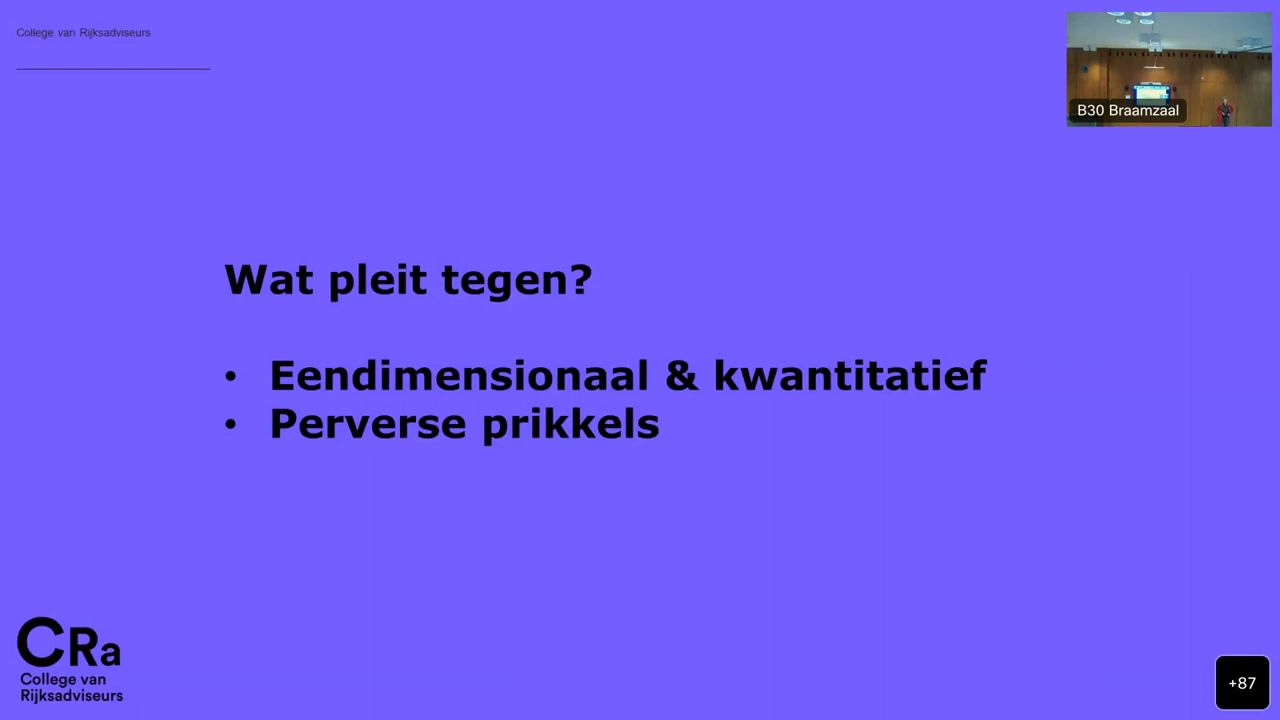 College van Rijksadviseurs
B30 Braamzaal
Wat pleit tegen?
• Eendimensionaal & kwantitatief
• Perverse prikkels
CRa
College van
Rijksadviseurs
+87